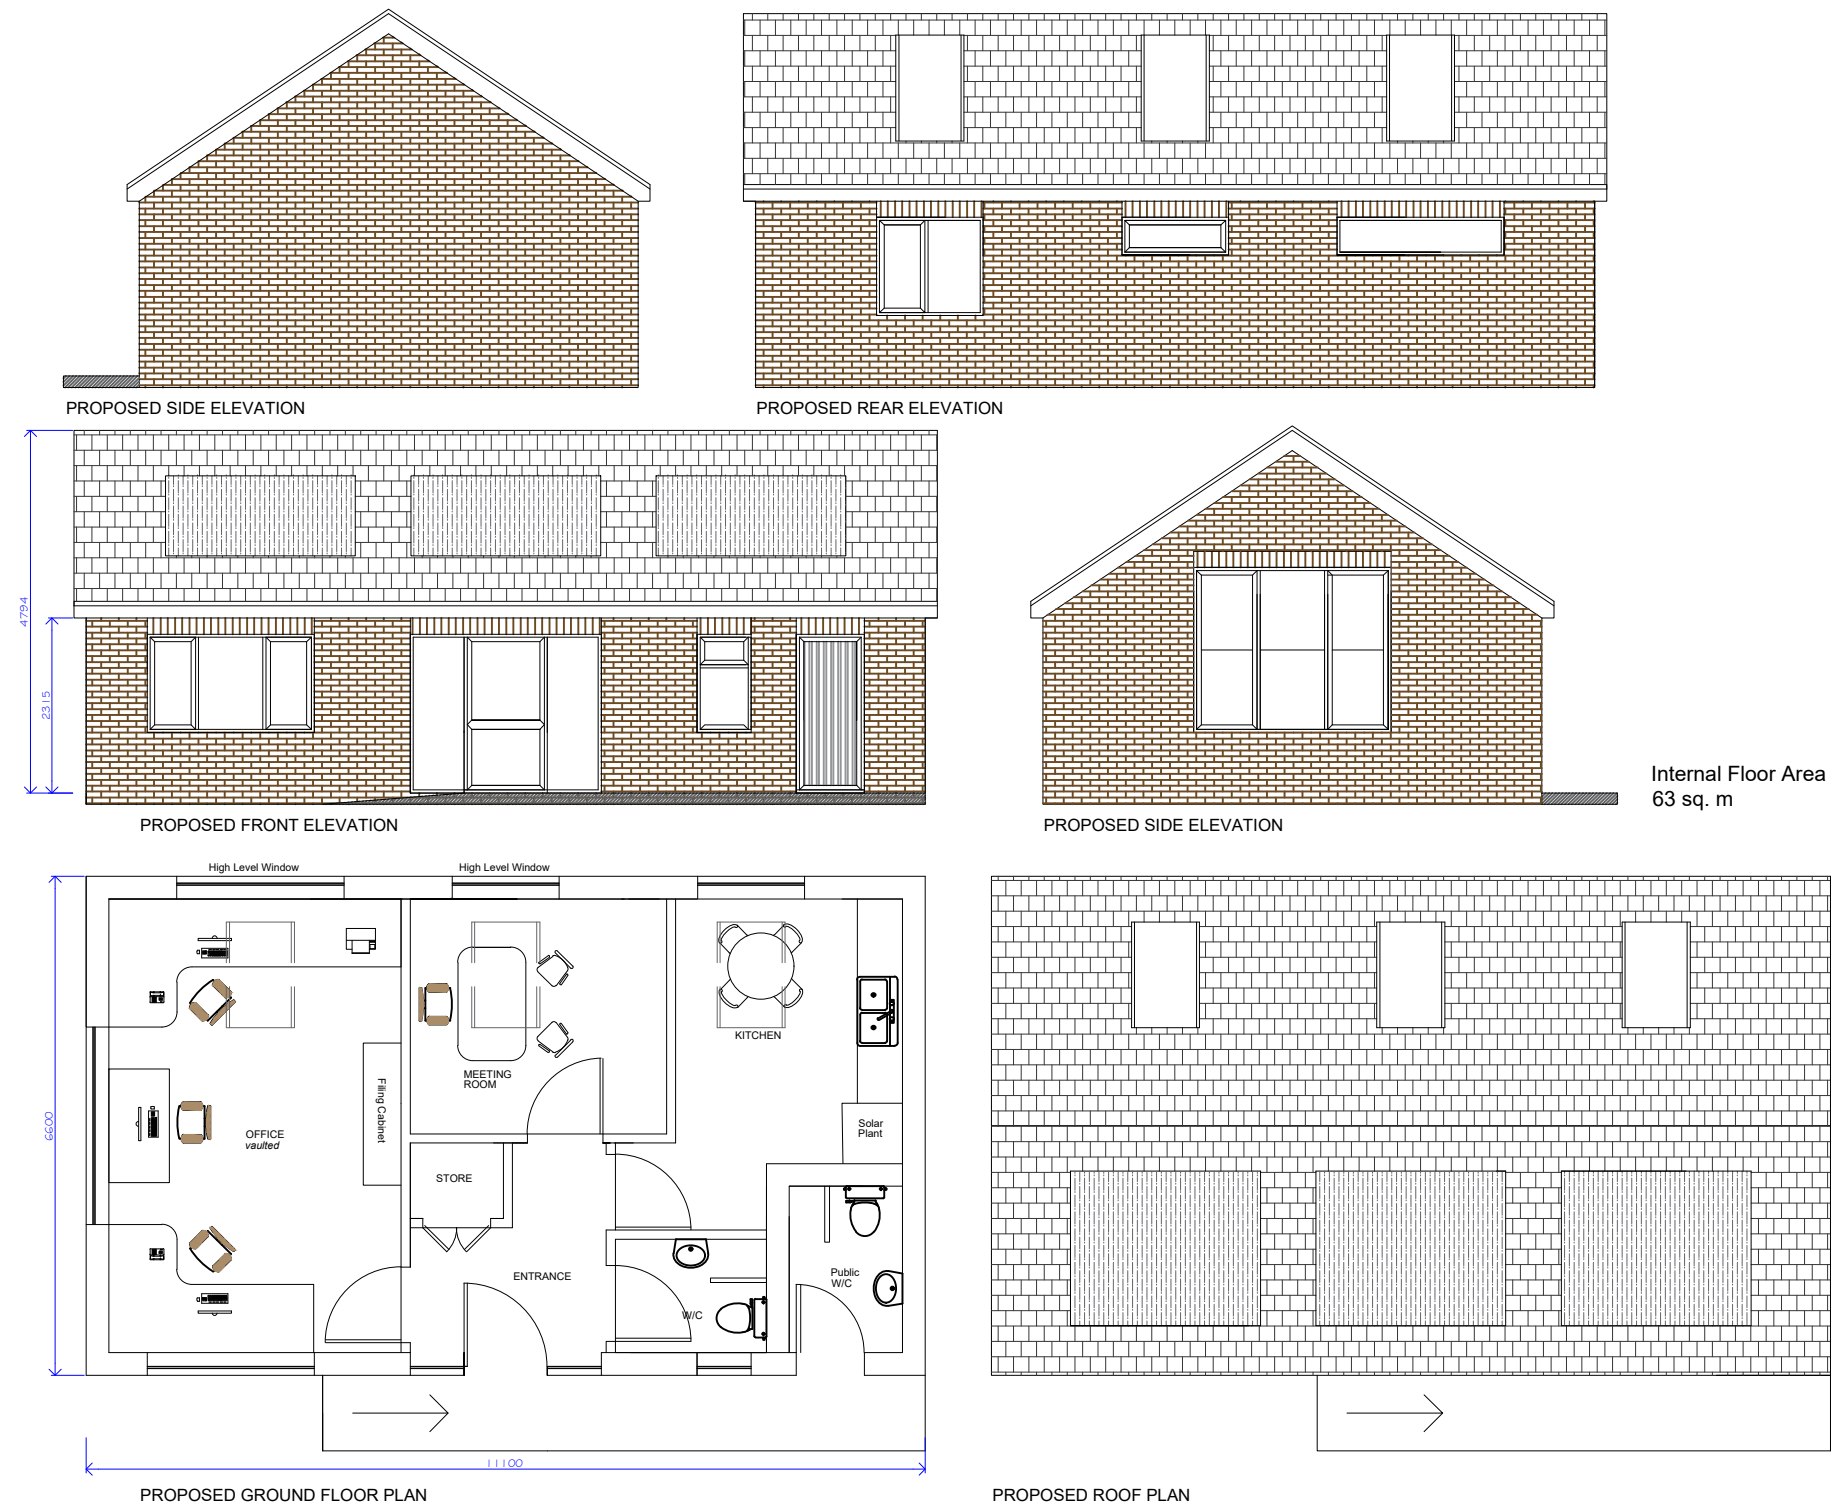 PROPOSED SIDE ELEVATION
PROPOSED REAR ELEVATION
4794
2315
PROPOSED FRONT ELEVATION
PROPOSED SIDE ELEVATION
Internal Floor Area
63 sq. m
High Level Window
High Level Window
KITCHEN
MEETING
ROOM
Filing Cabinet
OFFICE
vaulted
Solar
Plant
6600
STORE
ENTRANCE
Public
W/C
W/C
11100
PROPOSED GROUND FLOOR PLAN
PROPOSED ROOF PLAN